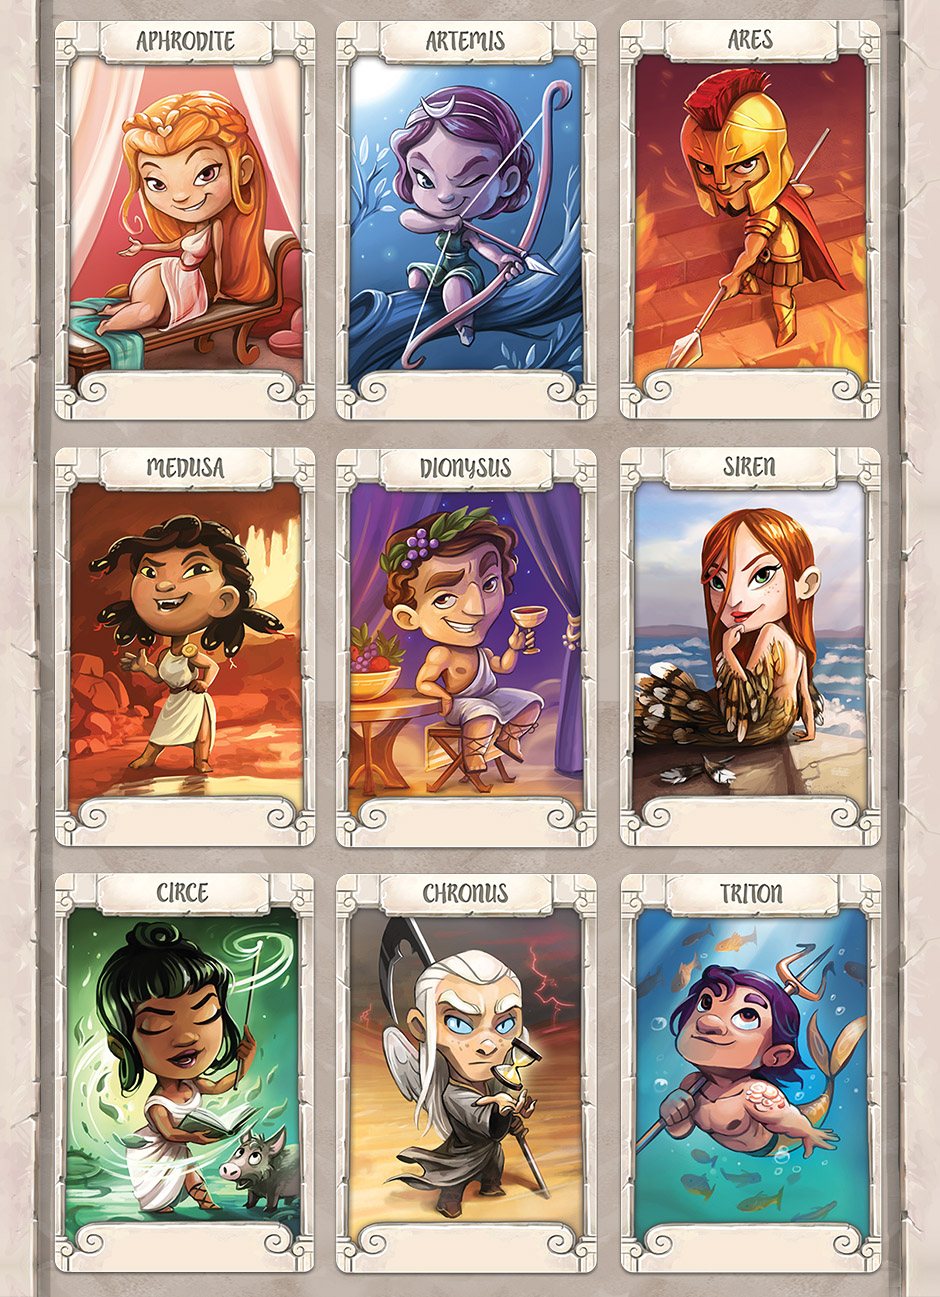 APHRODITE
ARTEMIS
ARES
MEDUSA
DIONYSUS
SIREN
CIRCE
CHRONUS
TRITON